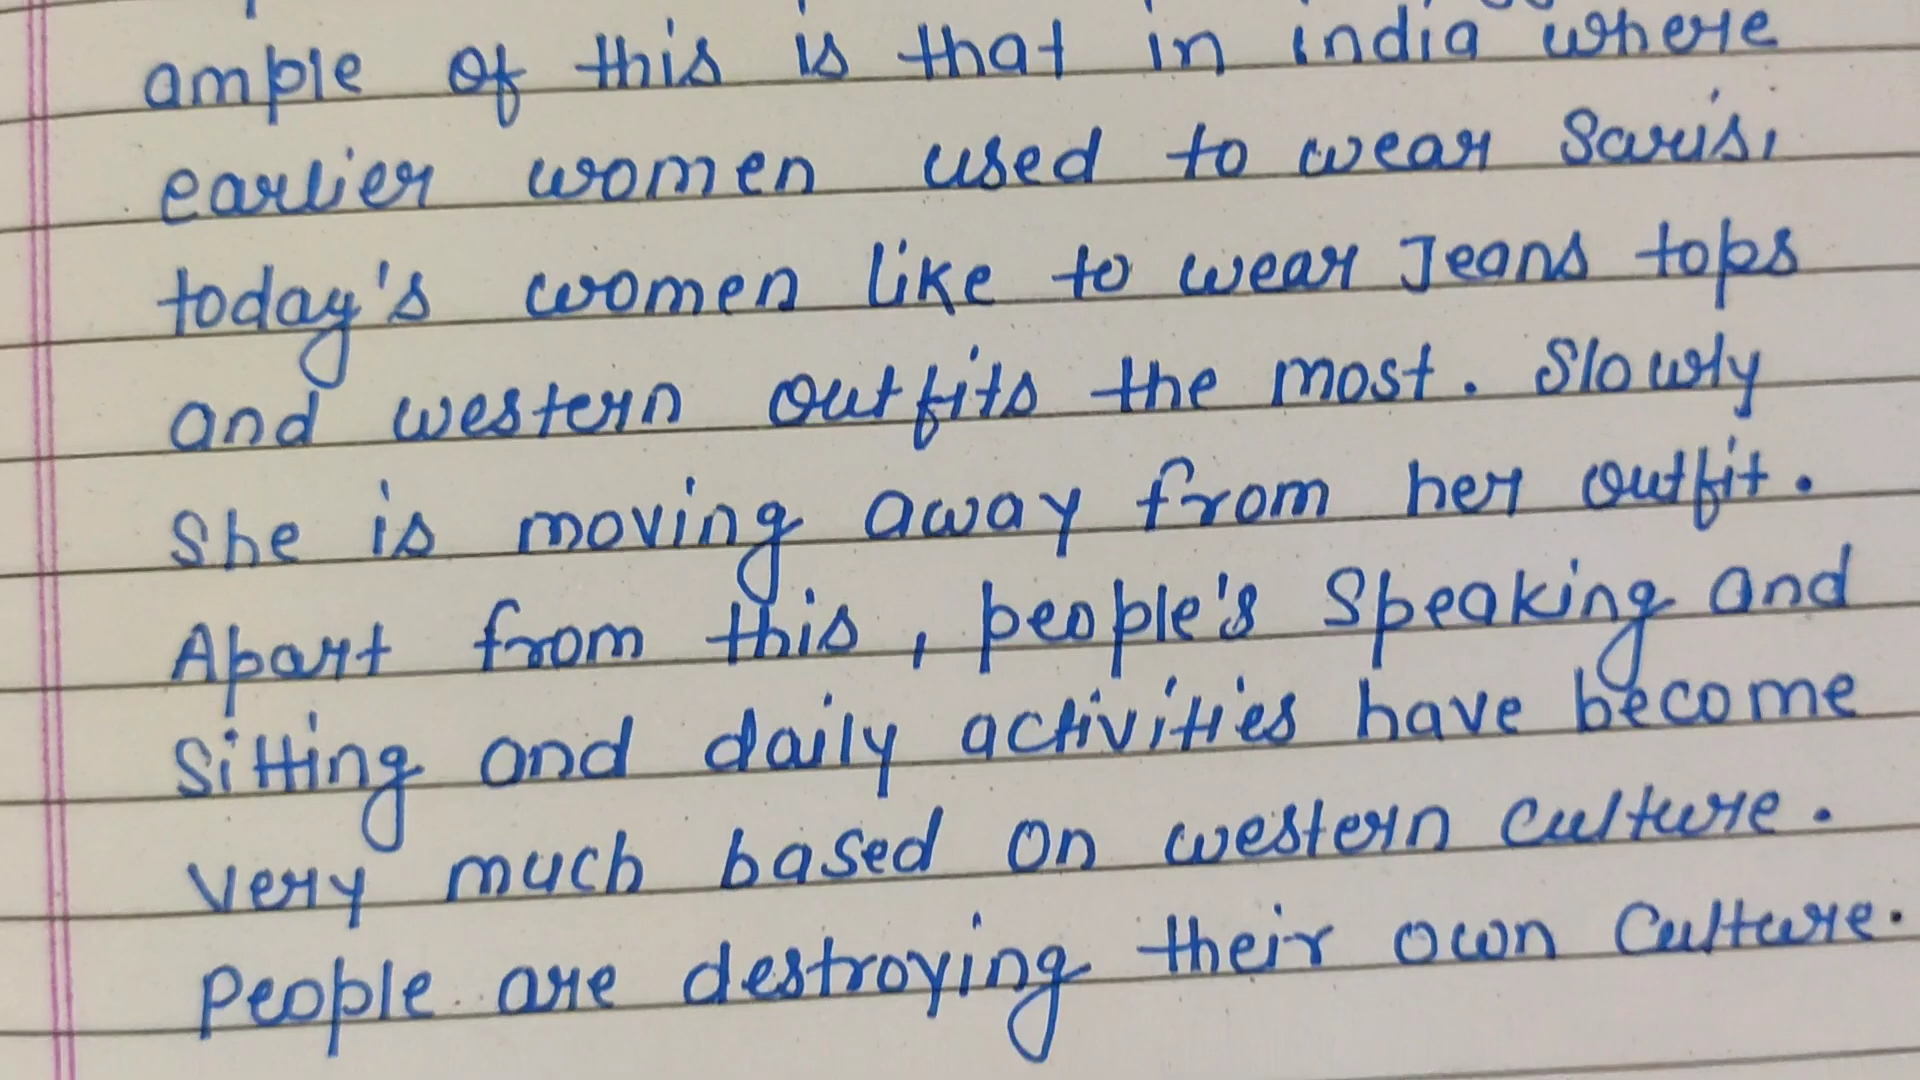 ample of this is that in india where
earlier women used to wear Saris,
today's women like to wear Jeans tops
and western outfits the most. Slowly
She is moving away from her outfit.
Apart from this, people's Speaking and
Sitting and daily activities have become
very much based on western culture.
People are destroying their own Culture.